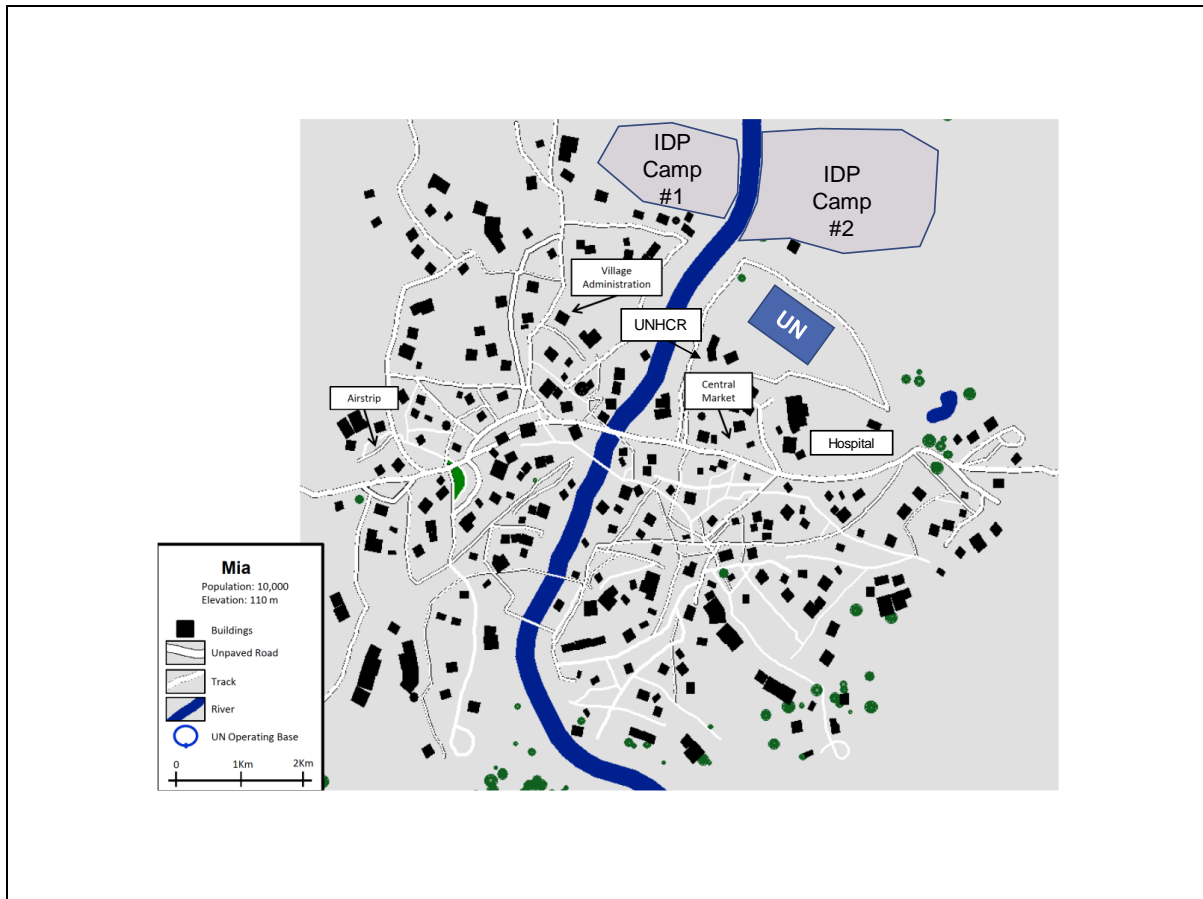 IDP
Camp
#1
IDP
Camp
#2
Village
Administration
UNHCR
UN
Airstrip
Central
Market
Hospital
Mia
Population: 10,000
Elevation: 110 m
Buildings
Unpaved Road
Track
River
UN Operating Base
0 1Km 2Km